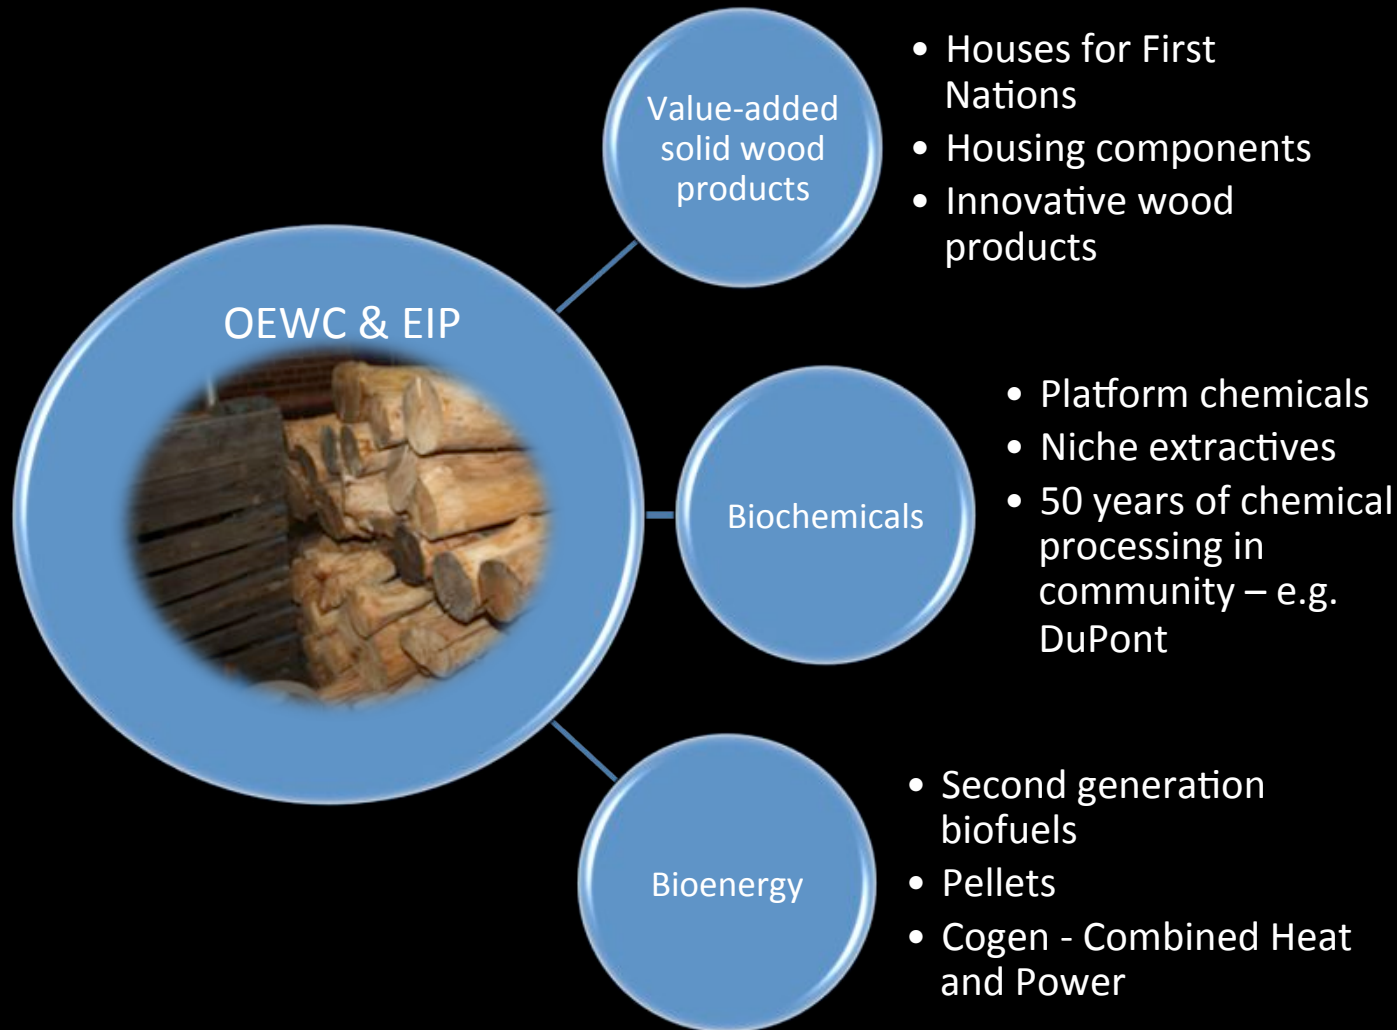 OEWC & EIP
Value-added
solid wood
products
• Houses for First
Nations
• Housing components
• Innovative wood
products
Biochemicals
• Platform chemicals
• Niche extractives
• 50 years of chemical
processing in
community – e.g.
DuPont
Bioenergy
• Second generation
biofuels
• Pellets
• Cogen - Combined Heat
and Power